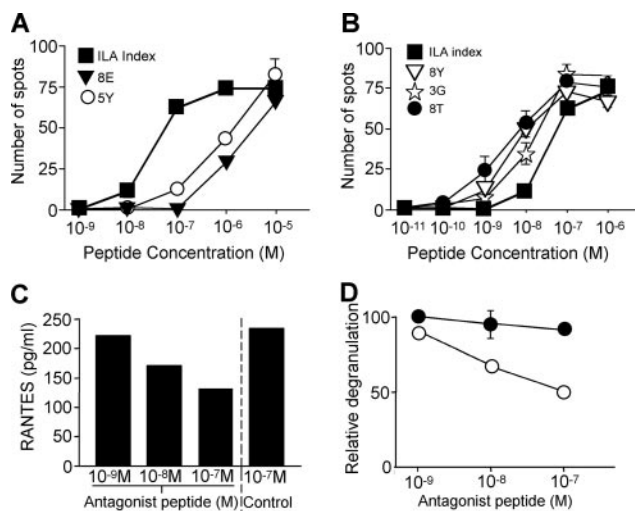 A
B
Number of spots
100
75
50
25
0
ILA Index
8E
5Y
10⁻⁹ 10⁻⁸ 10⁻⁷ 10⁻⁶ 10⁻⁵
Peptide Concentration (M)
Number of spots
100
75
50
25
0
ILA index
8Y
3G
8T
10⁻¹¹ 10⁻¹⁰ 10⁻⁹ 10⁻⁸ 10⁻⁷ 10⁻⁶
Peptide Concentration (M)
C
D
RANTES (pg/ml)
250
200
150
100
50
0
10⁻⁹M 10⁻⁸M 10⁻⁷M 10⁻⁷M
Antagonist peptide (M) Control
Relative degranulation
100
50
10⁻⁹ 10⁻⁸ 10⁻⁷
Antagonist peptide (M)